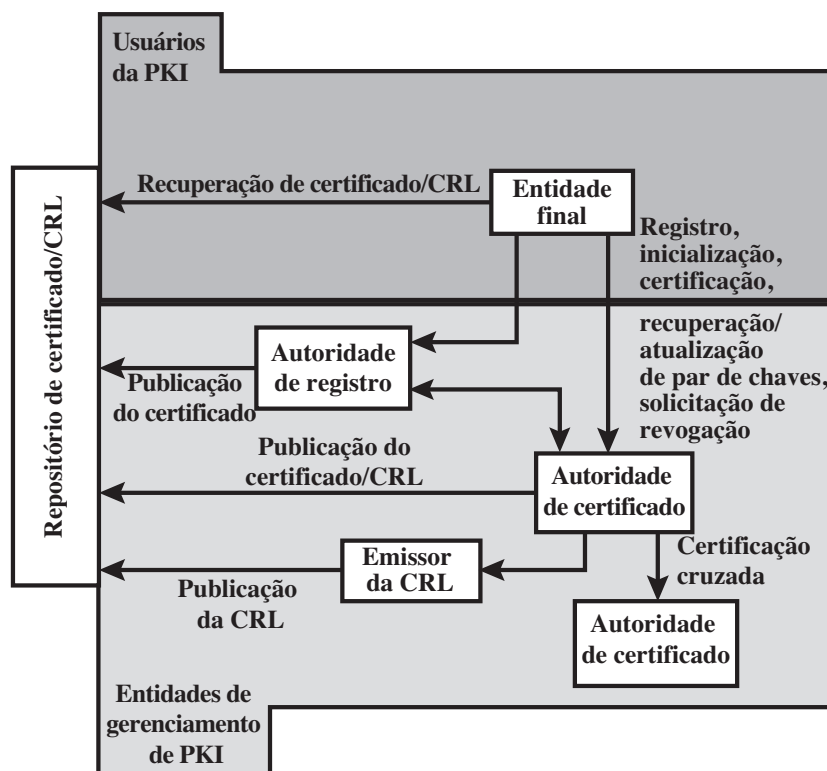 Usuários
da PKI
Recuperação de certificado/CRL
Entidade
final
Registro,
inicialização,
certificação,
recuperação/
atualização
de par de chaves,
solicitação de
revogação
Repositório de certificado/CRL
Autoridade
de registro
Publicação
do certificado
Publicação do
certificado/CRL
Autoridade
de certificado
Emissor
da CRL
Publicação
da CRL
Certificação
cruzada
Autoridade
de certificado
Entidades de
gerenciamento
de PKI